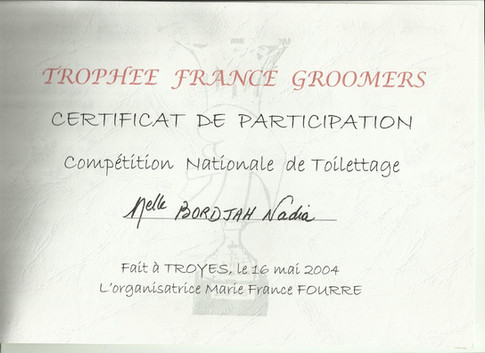 TROPHEE FRANCE GROOMERS
CERTIFICAT DE PARTICIPATION
Compétition Nationale de Toilettage
Melle BORDJAH Nadia
Fait à TROYES, le 16 mai 2004
L'organisatrice Marie France FOURRE